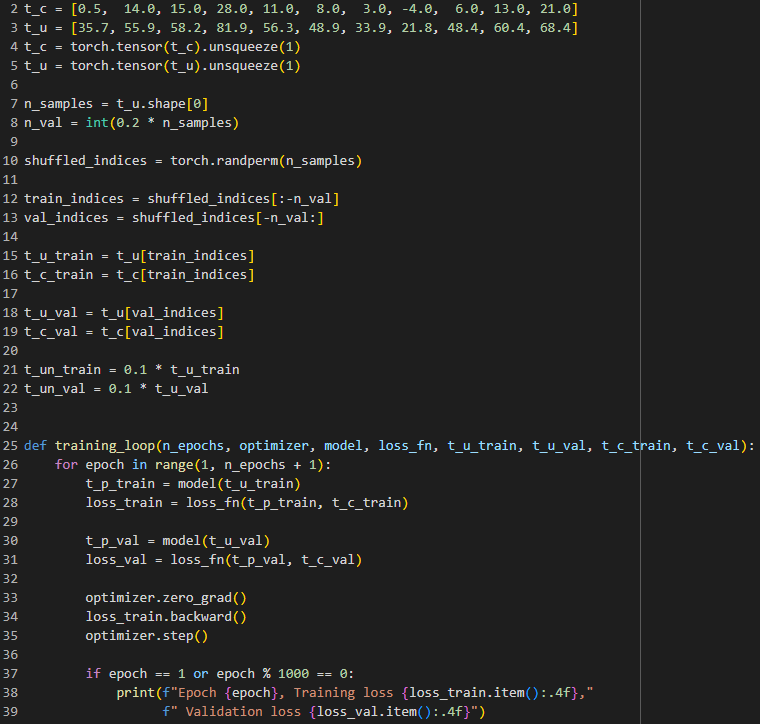 2 t_c = [0.5,  14.0, 15.0, 28.0, 11.0,  8.0,  3.0, -4.0,  6.0, 13.0, 21.0]
3 t_u = [35.7, 55.9, 58.2, 81.9, 56.3, 48.9, 33.9, 21.8, 48.4, 60.4, 68.4]
4 t_c = torch.tensor(t_c).unsqueeze(1)
5 t_u = torch.tensor(t_u).unsqueeze(1)
6
7 n_samples = t_u.shape[0]
8 n_val = int(0.2 * n_samples)
9
10 shuffled_indices = torch.randperm(n_samples)
11
12 train_indices = shuffled_indices[:-n_val]
13 val_indices = shuffled_indices[-n_val:]
14
15 t_u_train = t_u[train_indices]
16 t_c_train = t_c[train_indices]
17
18 t_u_val = t_u[val_indices]
19 t_c_val = t_c[val_indices]
20
21 t_un_train = 0.1 * t_u_train
22 t_un_val = 0.1 * t_u_val
23
24
25 def training_loop(n_epochs, optimizer, model, loss_fn, t_u_train, t_u_val, t_c_train, t_c_val):
26     for epoch in range(1, n_epochs + 1):
27         t_p_train = model(t_u_train)
28         loss_train = loss_fn(t_p_train, t_c_train)
29
30         t_p_val = model(t_u_val)
31         loss_val = loss_fn(t_p_val, t_c_val)
32
33         optimizer.zero_grad()
34         loss_train.backward()
35         optimizer.step()
36
37         if epoch == 1 or epoch % 1000 == 0:
38             print(f"Epoch {epoch}, Training loss {loss_train.item():.4f},"
39                   f" Validation loss {loss_val.item():.4f}")